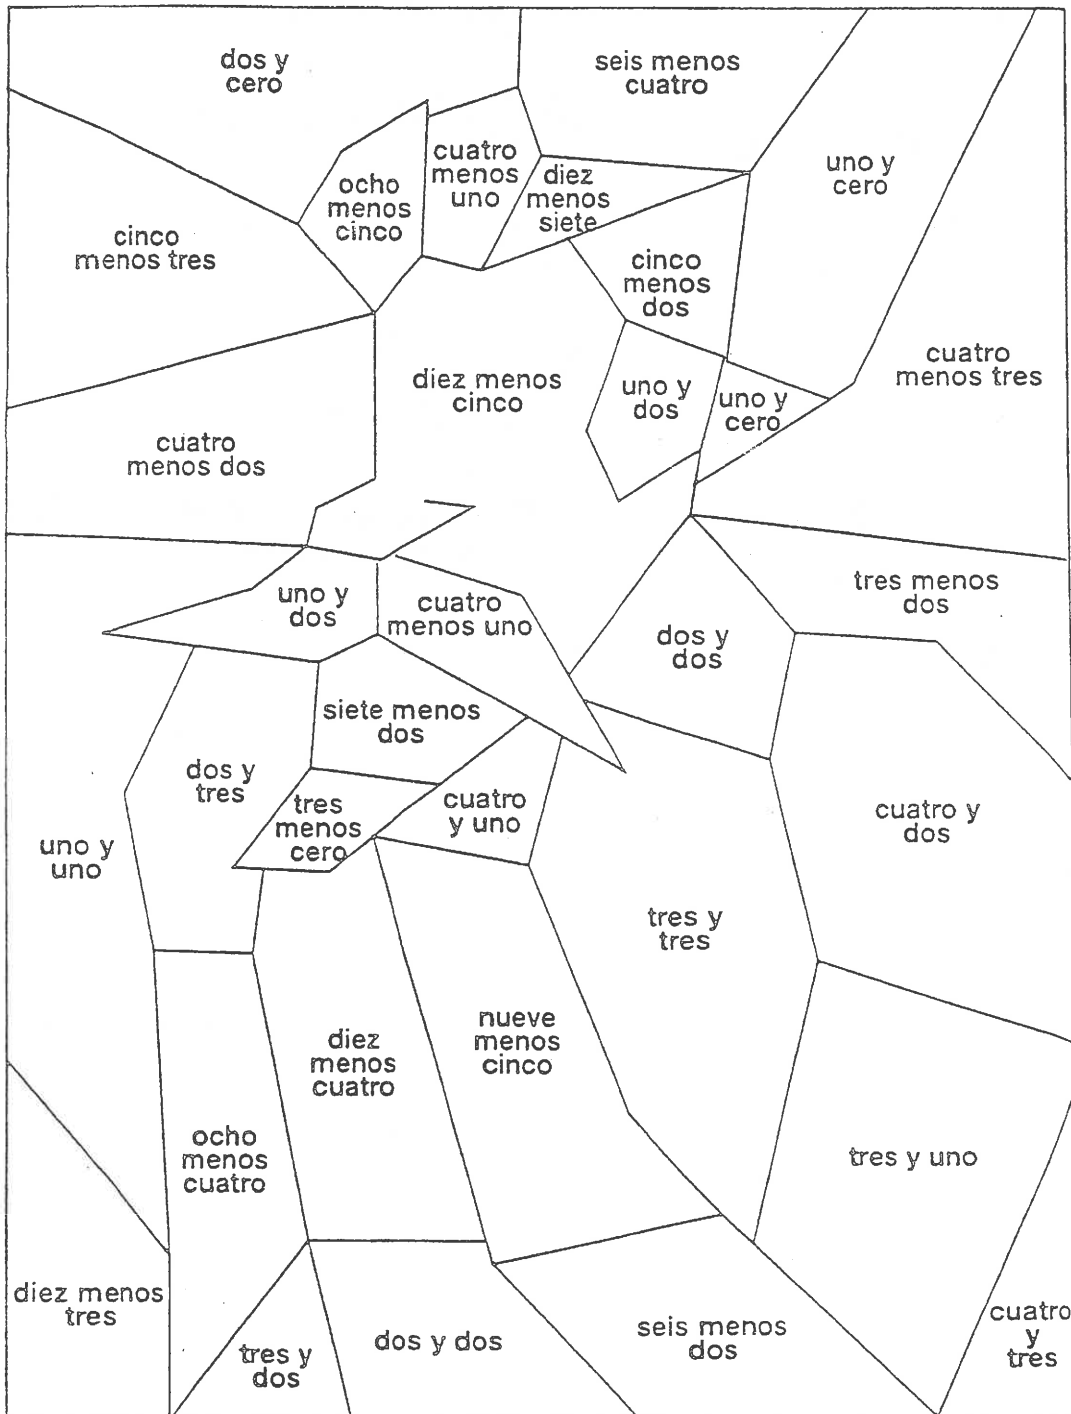 dos y
cero
seis menos
cuatro
cuatro
menos
uno
diez
menos
siete
uno y
cero
ocho
menos
cinco
cinco
menos tres
cinco
menos
dos
diez menos
cinco
uno y
dos
uno y
cero
cuatro
menos tres
cuatro
menos dos
uno y
dos
cuatro
menos uno
dos y
dos
tres menos
dos
siete menos
dos
dos y
tres
tres
menos
cero
cuatro
y uno
cuatro y
dos
uno y
uno
tres y
tres
diez
menos
cuatro
nueve
menos
cinco
ocho
menos
cuatro
tres y uno
diez menos
tres
tres y
dos
dos y dos
seis menos
dos
cuatro
y
tres